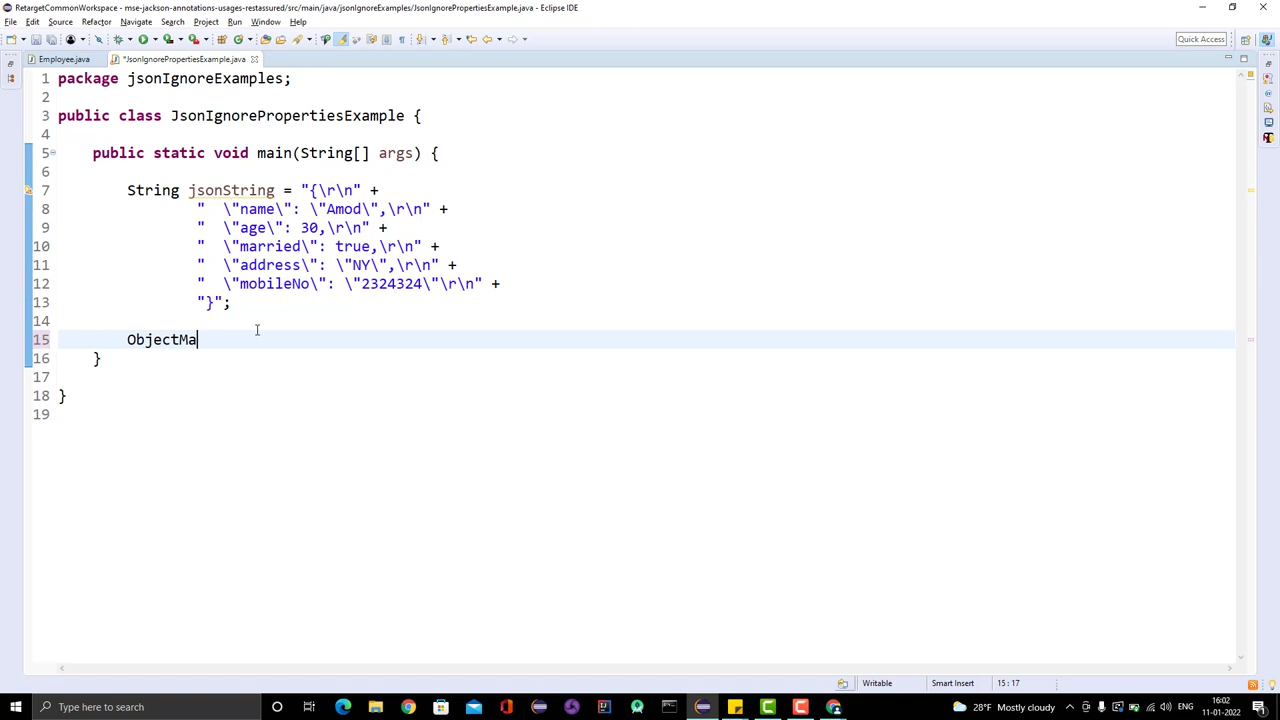 RetargetCommonWorkspace - mse-jackson-annotations-usages-restassured/src/main/java/jsonIgnoreExamples/JsonIgnorePropertiesExample.java - Eclipse IDE
File Edit Source Refactor Navigate Search Project Run Window Help
Quick Access
Employee.java *JsonIgnorePropertiesExample.java
1 package jsonIgnoreExamples;
2
3 public class JsonIgnorePropertiesExample {
4
5 public static void main(String[] args) {
6
7 String jsonString = "{\r\n" +
8 " \"name\": \"Amod\",\r\n" +
9 " \"age\": 30,\r\n" +
10 " \"married\": true,\r\n" +
11 " \"address\": \"NY\",\r\n" +
12 " \"mobileNo\": \"2324324\"\r\n" +
13 "}";
14
15 ObjectMa
16 }
17
18 }
19
Writable Smart Insert 15 : 17
Type here to search
28°F Mostly cloudy
16:02
11-01-2022